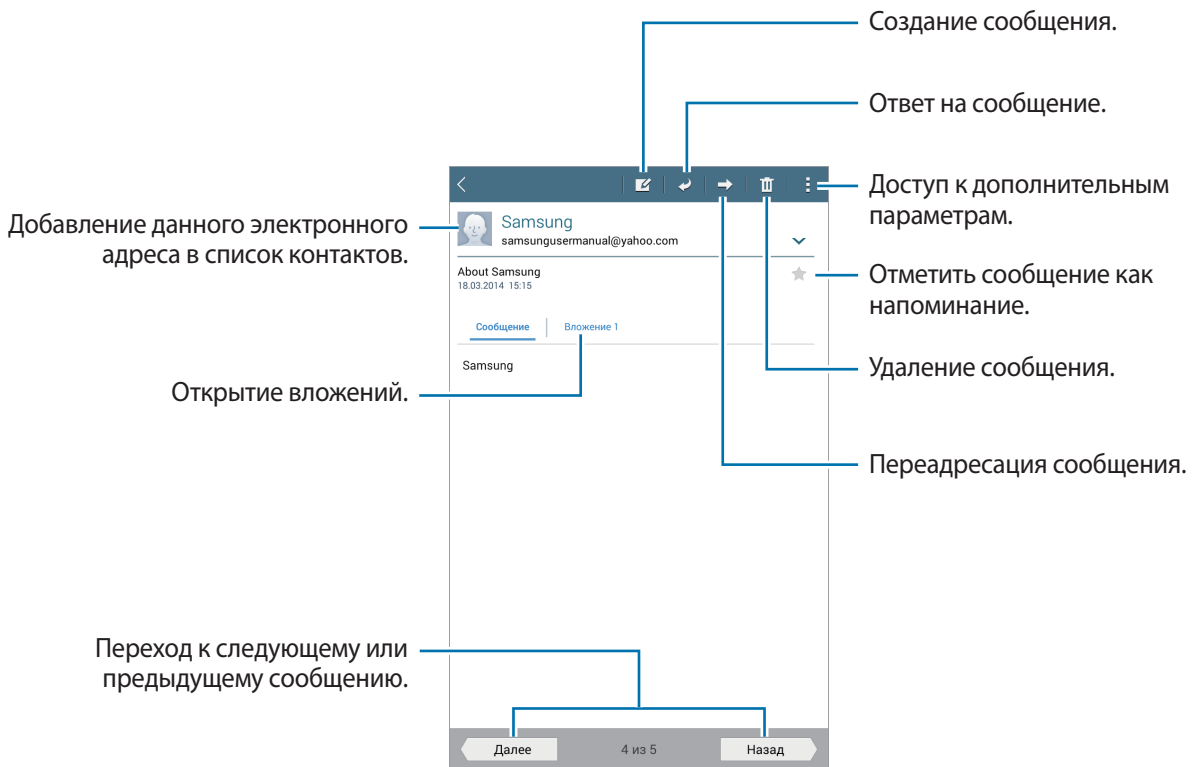 Создание сообщения.
Ответ на сообщение.
Доступ к дополнительным
параметрам.
Добавление данного электронного
адреса в список контактов.
Samsung
samsungusermanual@yahoo.com
About Samsung
18.03.2014 15:15
Отметить сообщение как
напоминание.
Сообщение
Вложение 1
Samsung
Удаление сообщения.
Открытие вложений.
Переадресация сообщения.
Переход к следующему или
предыдущему сообщению.
Далее
4 из 5
Назад